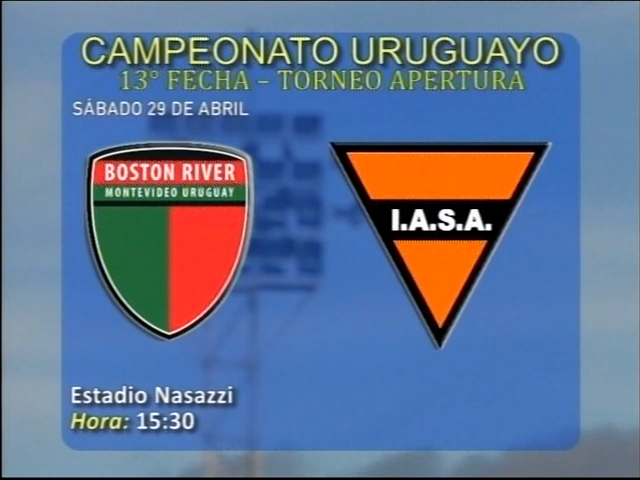 CAMPEONATO URUGUAYO
13° FECHA – TORNEO APERTURA
SÁBADO 29 DE ABRIL
BOSTON RIVER
MONTEVIDEO URUGUAY
I.A.S.A.
Estadio Nasazzi
Hora: 15:30